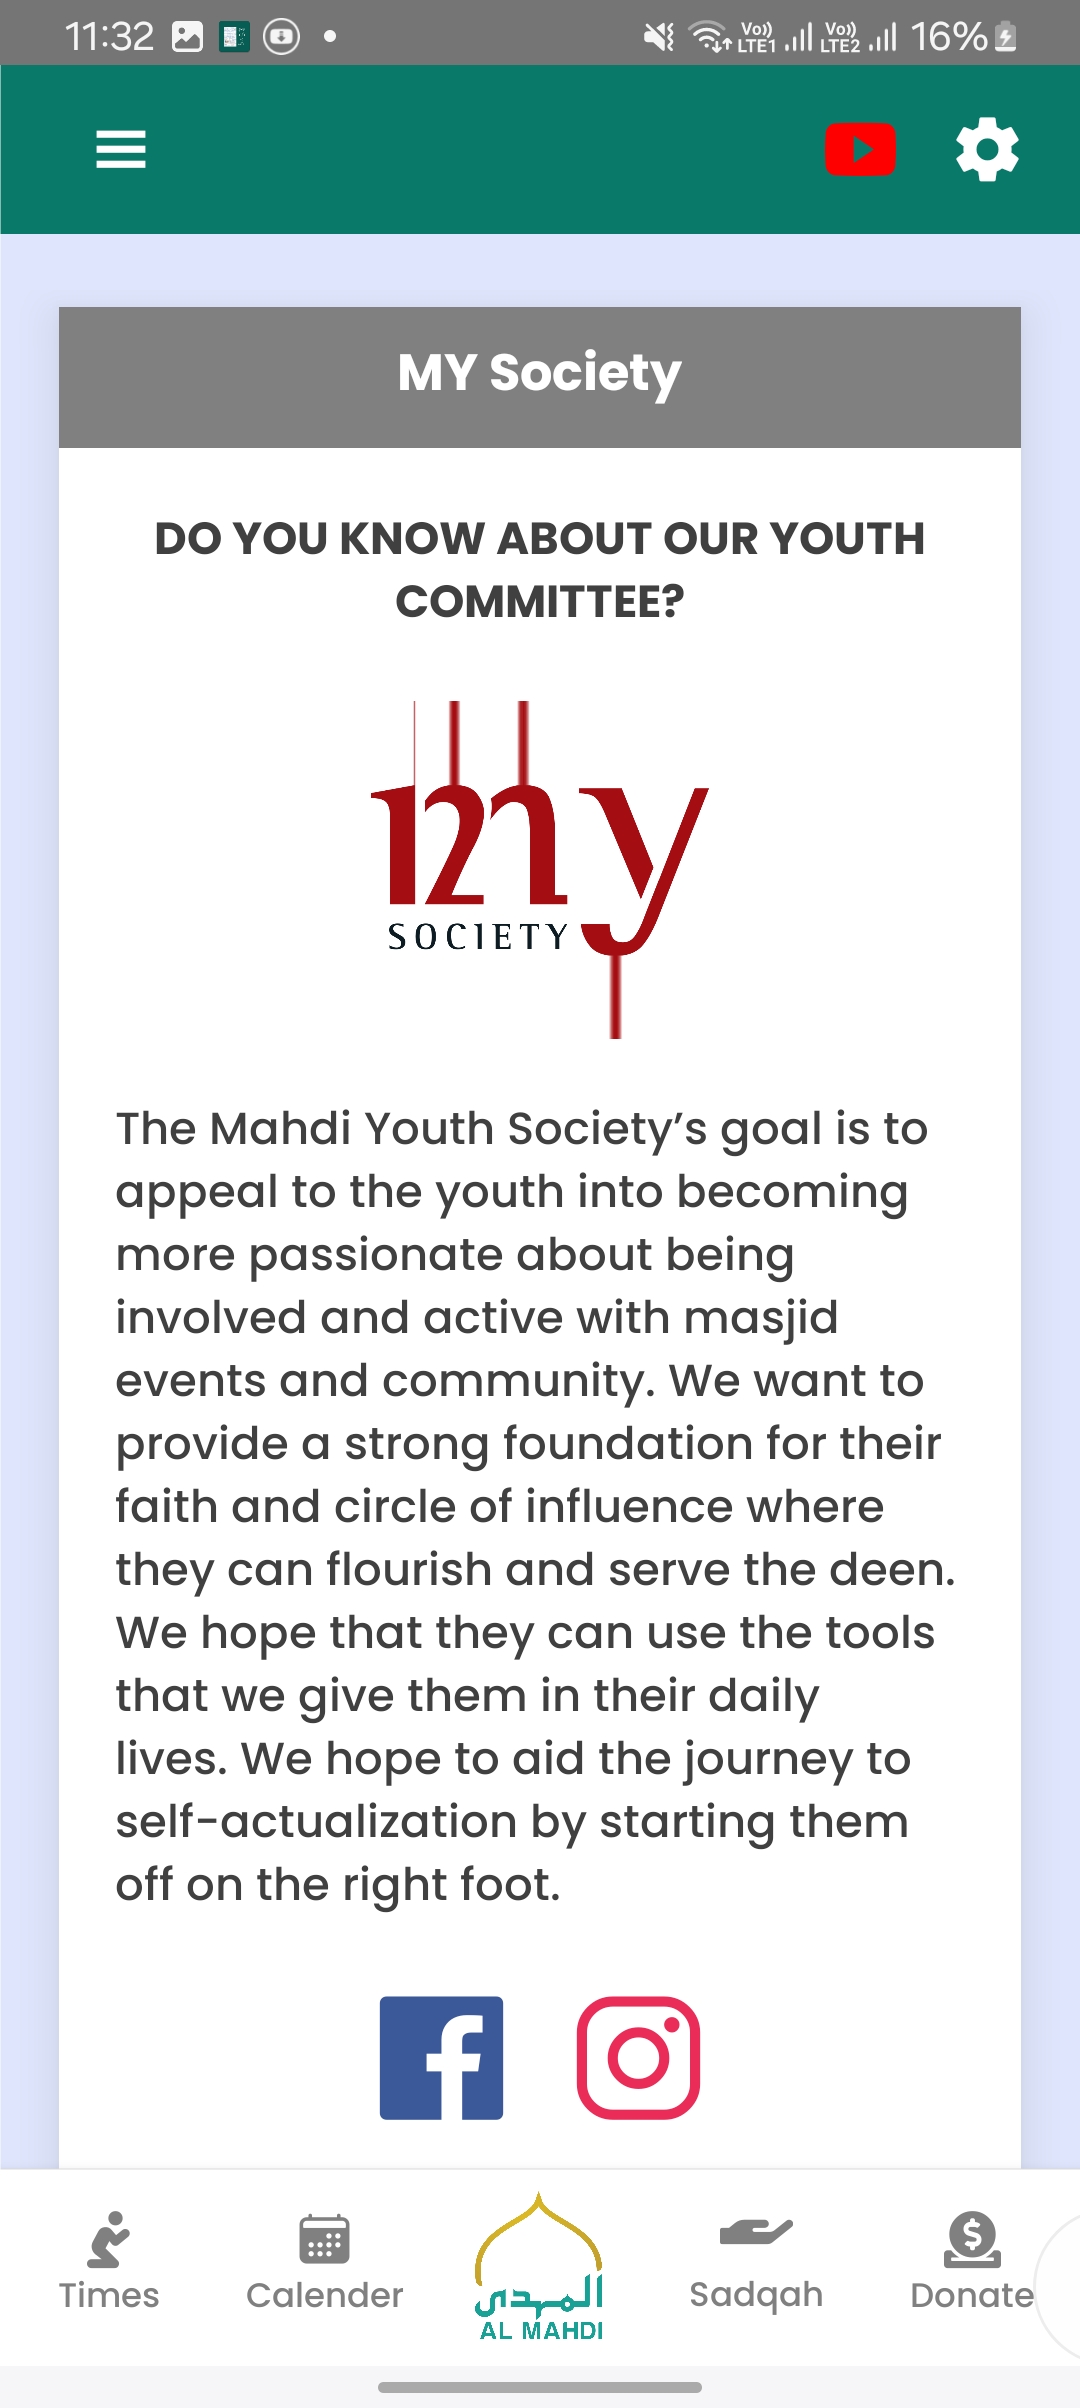 11:32
Vo)) LTE1 Vo)) LTE2 16%
MY Society
DO YOU KNOW ABOUT OUR YOUTH
COMMITTEE?
my
SOCIETY
The Mahdi Youth Society’s goal is to
appeal to the youth into becoming
more passionate about being
involved and active with masjid
events and community. We want to
provide a strong foundation for their
faith and circle of influence where
they can flourish and serve the deen.
We hope that they can use the tools
that we give them in their daily
lives. We hope to aid the journey to
self-actualization by starting them
off on the right foot.
Times
Calender
المهدي
AL MAHDI
Sadqah
Donate